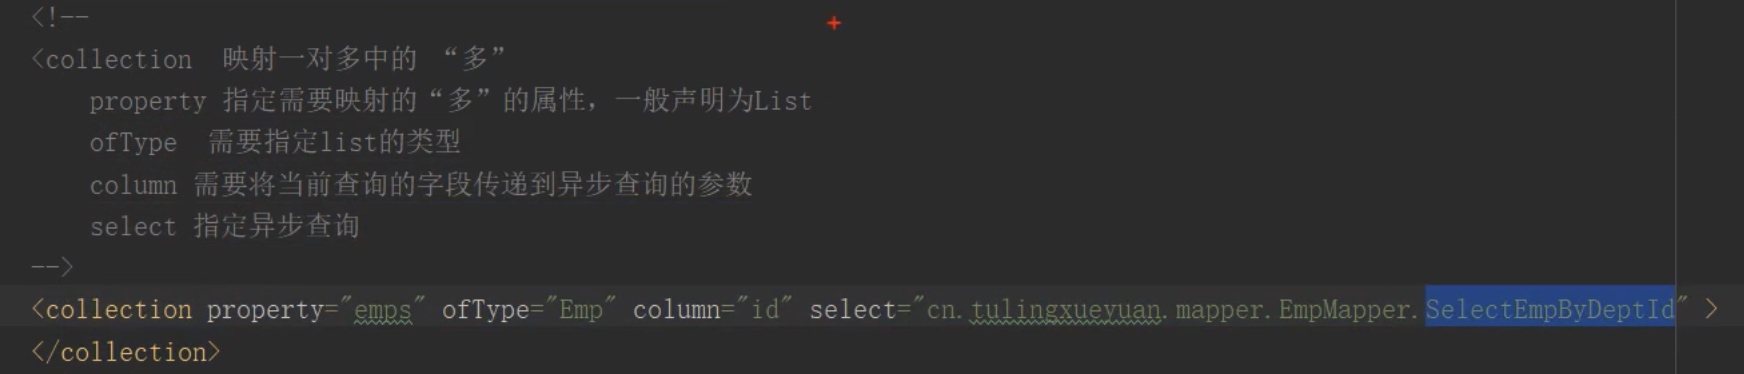 <!--
<collection 映射一对多中的 “多”
property 指定需要映射的“多”的属性，一般声明为List
ofType 需要指定list的类型
column 需要将当前查询的字段传递到异步查询的参数
select 指定异步查询
-->
<collection property="emps" ofType="Emp" column="id" select="cn.tulingxueyuan.mapper.EmpMapper.SelectEmpByDeptId" >
</collection>